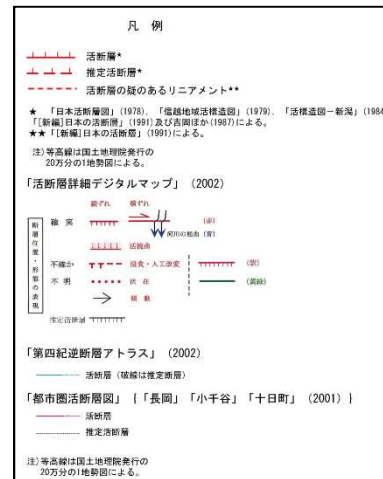 凡 例
活断層*
推定活断層*
活断層の疑のあるリニアメント**
★ 「日本活断層図」(1978)、「信越地域活構造図」(1979)、「活構造図-新潟」(1984
「[新編]日本の活断層」(1991)及び吉岡ほか(1987)による。
★★「[新編]日本の活断層」(1991)による。
注)等高線は国土地理院発行の
20万分の1地勢図による。
「活断層詳細デジタルマップ」(2002)
縦ずれ 横ずれ
断層位置・形態の表現
確 実 (赤)
河川の屈曲(青)
活撓曲
不確か 侵食・人工改変 (紫)
不 明 伏 在 (黄緑)
傾 動
推定活断層
「第四紀逆断層アトラス」(2002)
活断層(破線は推定断層)
「都市圏活断層図」{「長岡」「小千谷」「十日町」(2001)}
活断層
推定活断層
注)等高線は国土地理院発行の
20万分の1地勢図による。